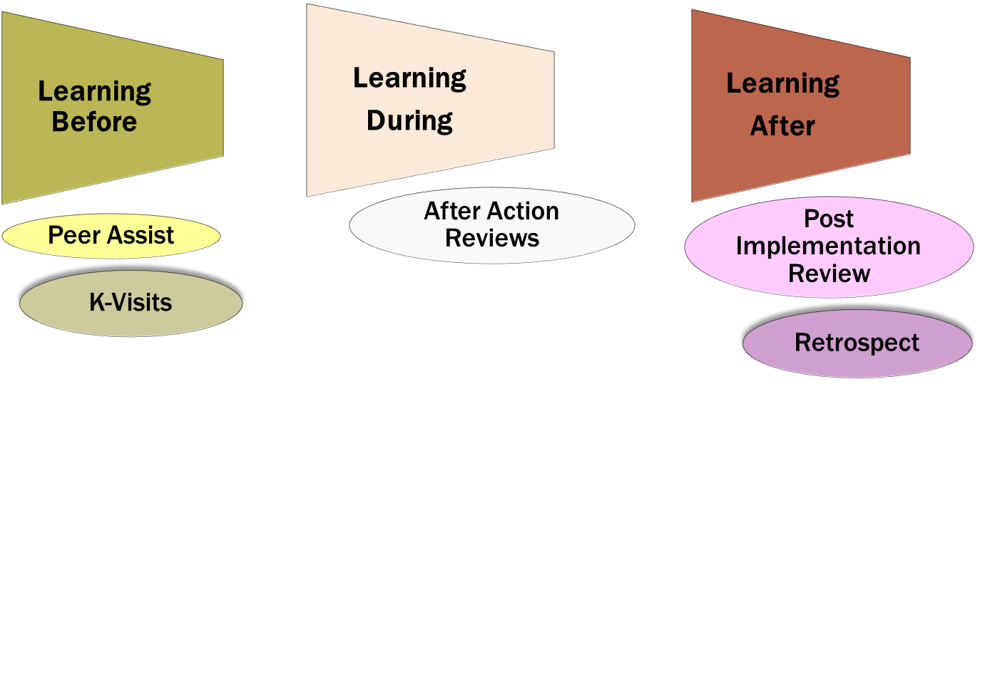 Learning
Before
Peer Assist
K-Visits
Learning
During
After Action
Reviews
Learning
After
Post
Implementation
Review
Retrospect